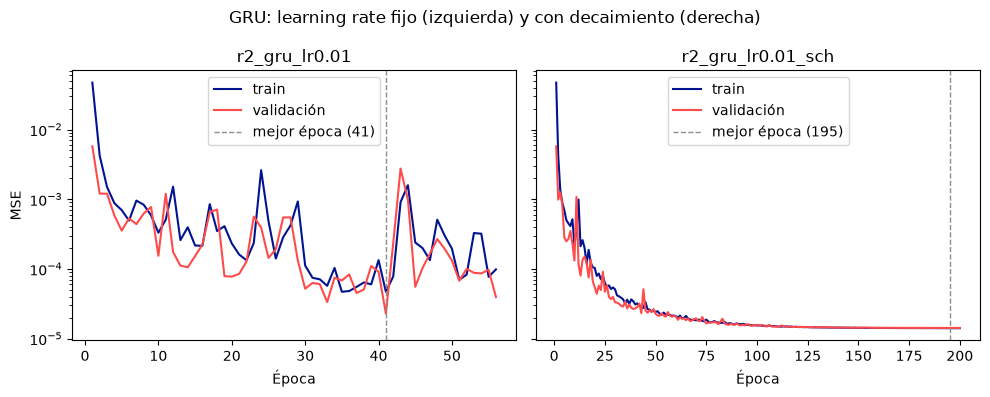 GRU: learning rate fijo (izquierda) y con decaimiento (derecha)
r2_gru_lr0.01
r2_gru_lr0.01_sch
train
validación
mejor época (41)
train
validación
mejor época (195)
MSE
10⁻²
10⁻³
10⁻⁴
10⁻⁵
0 10 20 30 40 50
0 25 50 75 100 125 150 175 200
Época
Época